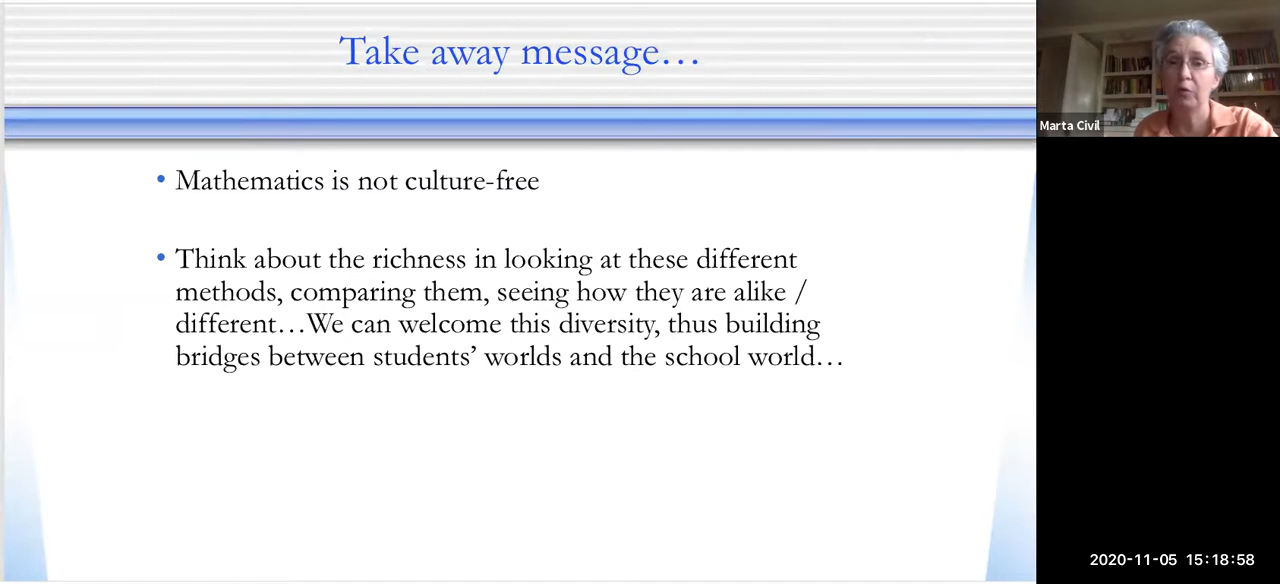 Take away message…
• Mathematics is not culture-free
• Think about the richness in looking at these different
methods, comparing them, seeing how they are alike /
different…We can welcome this diversity, thus building
bridges between students’ worlds and the school world…
Marta Civil
2020-11-05 15:18:58